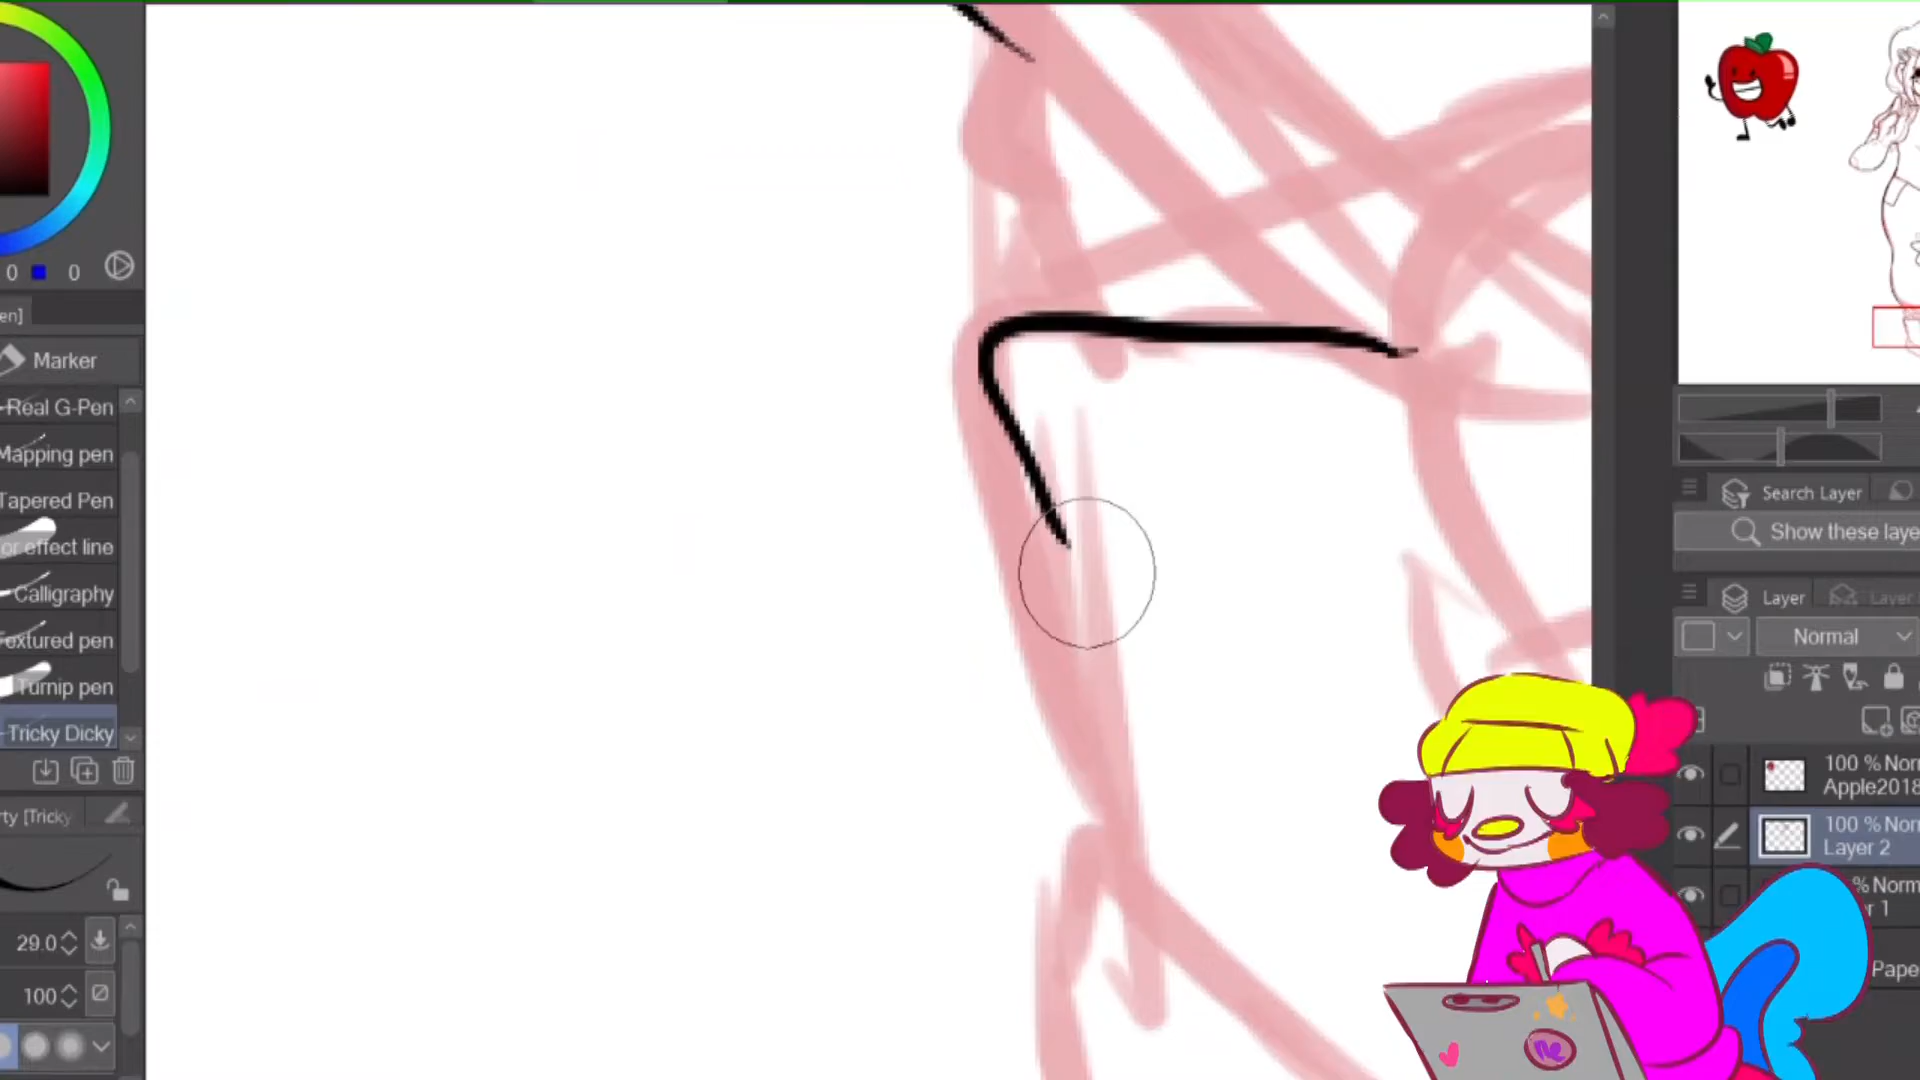 0 0
en]
Marker
Real G-Pen
Mapping pen
Tapered Pen
or effect line
Calligraphy
Textured pen
Turnip pen
Tricky Dicky
rty [Tricky
29.0
100
Search Layer
Show these laye
Layer
Layer
Normal
100 % Norr
Apple2018
100 % Nor
Layer 2
% Norm
r 1
Pape